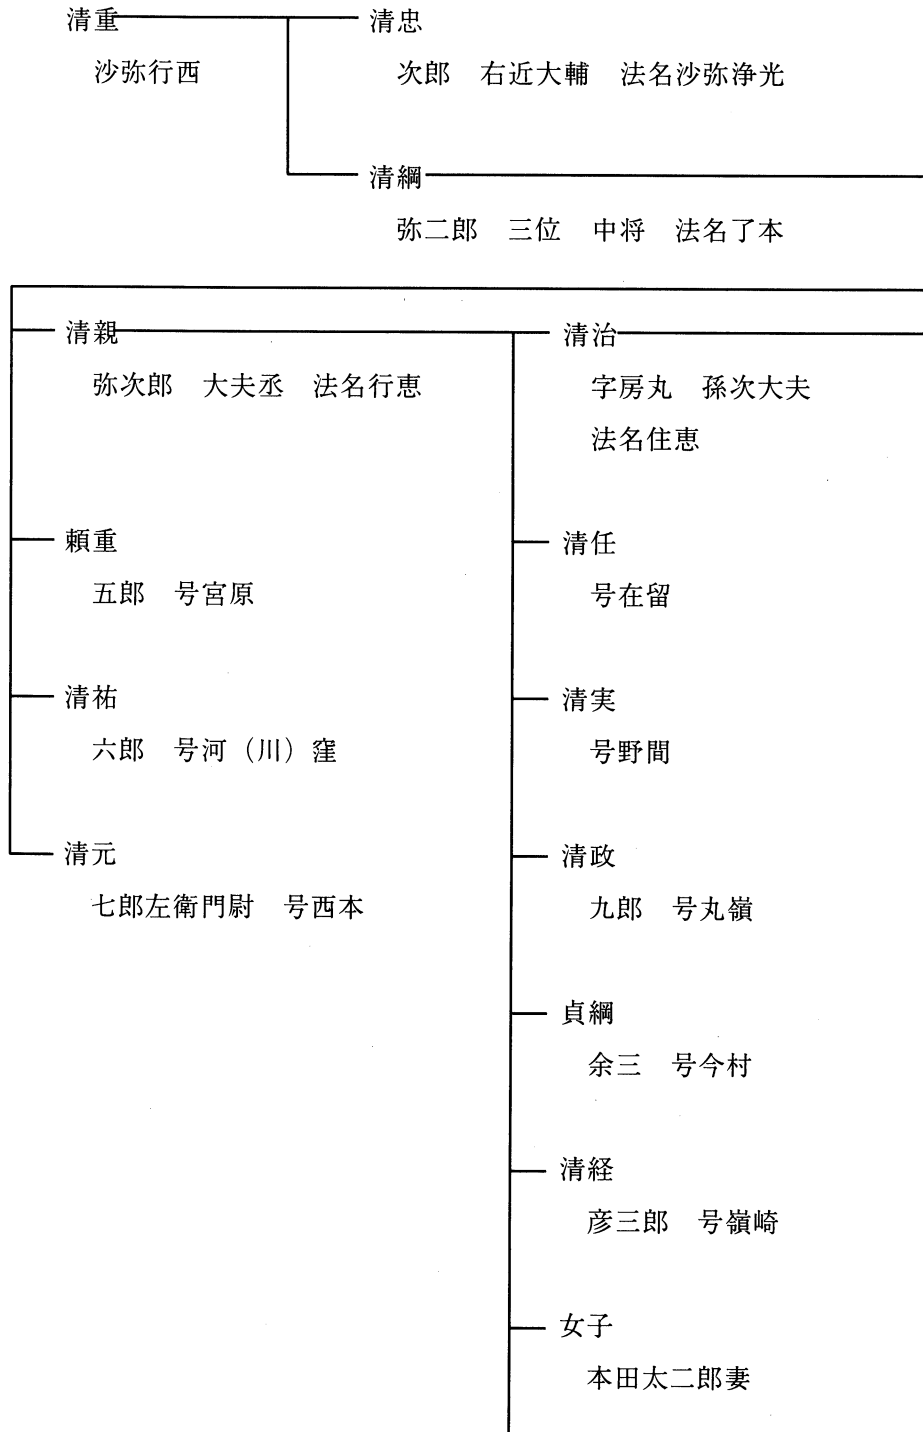 清重
沙弥行西
清忠
次郎　右近大輔　法名沙弥浄光
清綱
弥二郎　三位　中将　法名了本
清親
弥次郎　大夫丞　法名行恵
頼重
五郎　号宮原
清祐
六郎　号河（川）窪
清元
七郎左衛門尉　号西本
清治
字房丸　孫次大夫
法名住恵
清任
号在留
清実
号野間
清政
九郎　号丸嶺
貞綱
余三　号今村
清経
彦三郎　号嶺崎
女子
本田太二郎妻